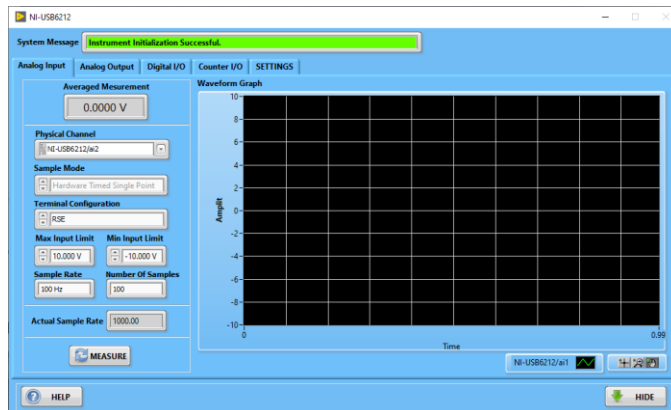 NI-USB6212
System Message Instrument Initialization Successful.
Analog Input Analog Output Digital I/O Counter I/O SETTINGS
Averaged Mesurement
0.0000 V
Physical Channel
NI-USB6212/ai2
Sample Mode
Hardware Timed Single Point
Terminal Configuration
RSE
Max Input Limit Min Input Limit
10.000 V -10.000 V
Sample Rate Number Of Samples
100 Hz 100
Actual Sample Rate 1000.00
MEASURE
Waveform Graph
10
8
6
4
2
0
-2
-4
-6
-8
-10
Amplit
0 0.99
Time
NI-USB6212/ai1
HELP HIDE